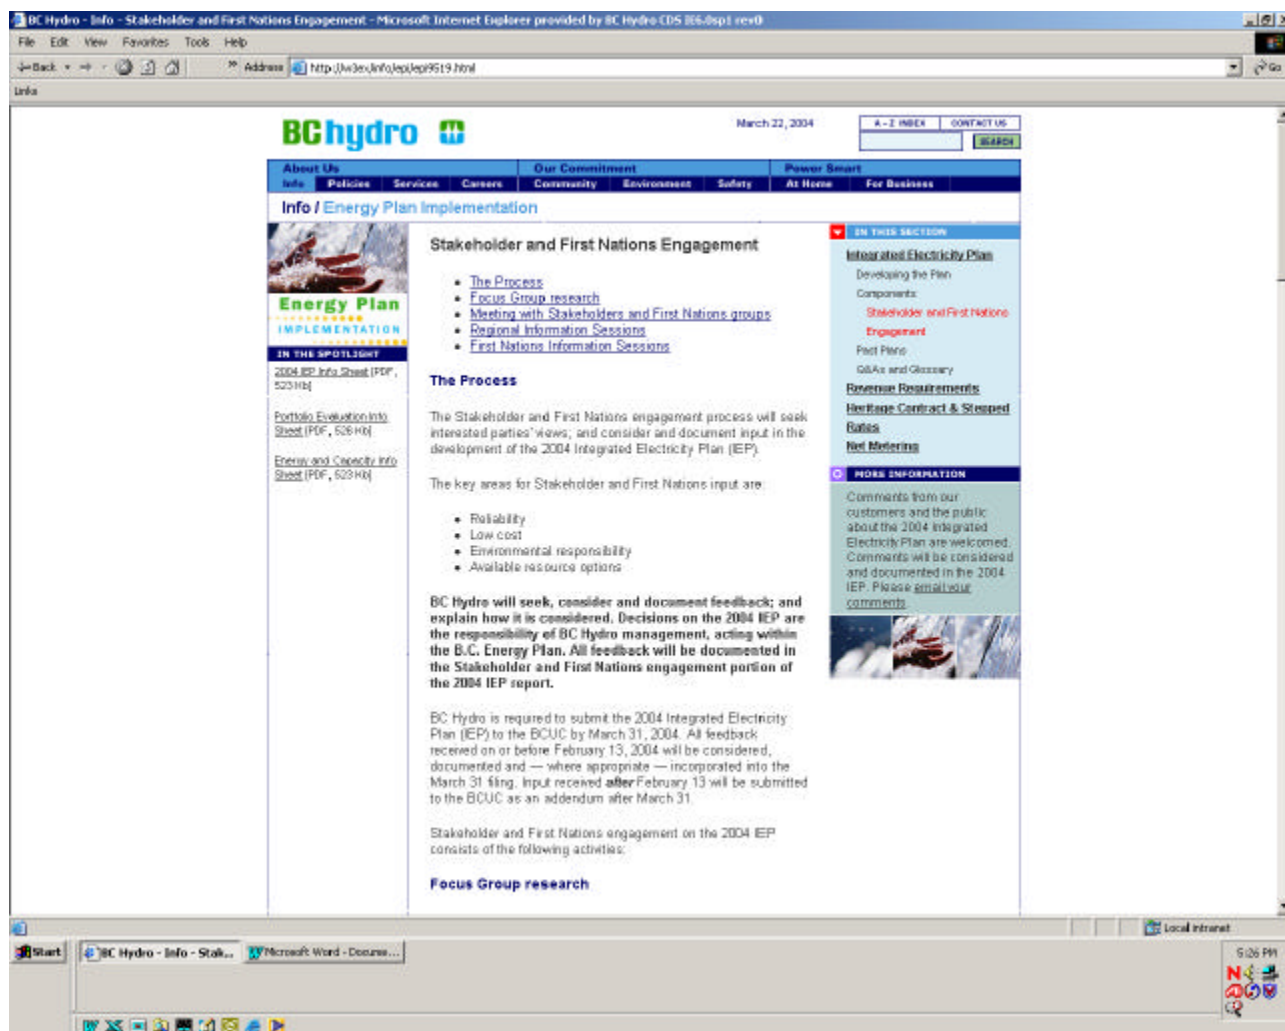 BC Hydro - Info - Stakeholder and First Nations Engagement - Microsoft Internet Explorer provided by BC Hydro CDS IE6.0sp1 rev0
File Edit View Favorites Tools Help
Back Address http://w3ex/info/epi/epi9519.html Go
Links
BChydro
March 22, 2004
A - Z INDEX CONTACT US
SEARCH
About Us Our Commitment Power Smart
Info Policies Services Careers Community Environment Safety At Home For Business
Info / Energy Plan Implementation
Energy Plan
IMPLEMENTATION
IN THE SPOTLIGHT
2004 IEP Info Sheet [PDF,
523 Kb]
Portfolio Evaluation Info
Sheet [PDF, 526 Kb]
Energy and Capacity Info
Sheet [PDF, 523 Kb]
Stakeholder and First Nations Engagement
• The Process
• Focus Group research
• Meeting with Stakeholders and First Nations groups
• Regional Information Sessions
• First Nations Information Sessions
The Process
The Stakeholder and First Nations engagement process will seek
interested parties' views; and consider and document input in the
development of the 2004 Integrated Electricity Plan (IEP).
The key areas for Stakeholder and First Nations input are:
• Reliability
• Low cost
• Environmental responsibility
• Available resource options
BC Hydro will seek, consider and document feedback; and
explain how it is considered. Decisions on the 2004 IEP are
the responsibility of BC Hydro management, acting within
the B.C. Energy Plan. All feedback will be documented in
the Stakeholder and First Nations engagement portion of
the 2004 IEP report.
BC Hydro is required to submit the 2004 Integrated Electricity
Plan (IEP) to the BCUC by March 31, 2004. All feedback
received on or before February 13, 2004 will be considered,
documented and — where appropriate — incorporated into the
March 31 filing. Input received after February 13 will be submitted
to the BCUC as an addendum after March 31.
Stakeholder and First Nations engagement on the 2004 IEP
consists of the following activities:
Focus Group research
IN THIS SECTION
Integrated Electricity Plan
Developing the Plan
Components:
Stakeholder and First Nations
Engagement
Past Plans
Q&As and Glossary
Revenue Requirements
Heritage Contract & Stepped
Rates
Net Metering
MORE INFORMATION
Comments from our
customers and the public
about the 2004 Integrated
Electricity Plan are welcomed.
Comments will be considered
and documented in the 2004
IEP. Please email your
comments.
Local intranet
Start BC Hydro - Info - Stak... Microsoft Word - Docume... 5:26 PM